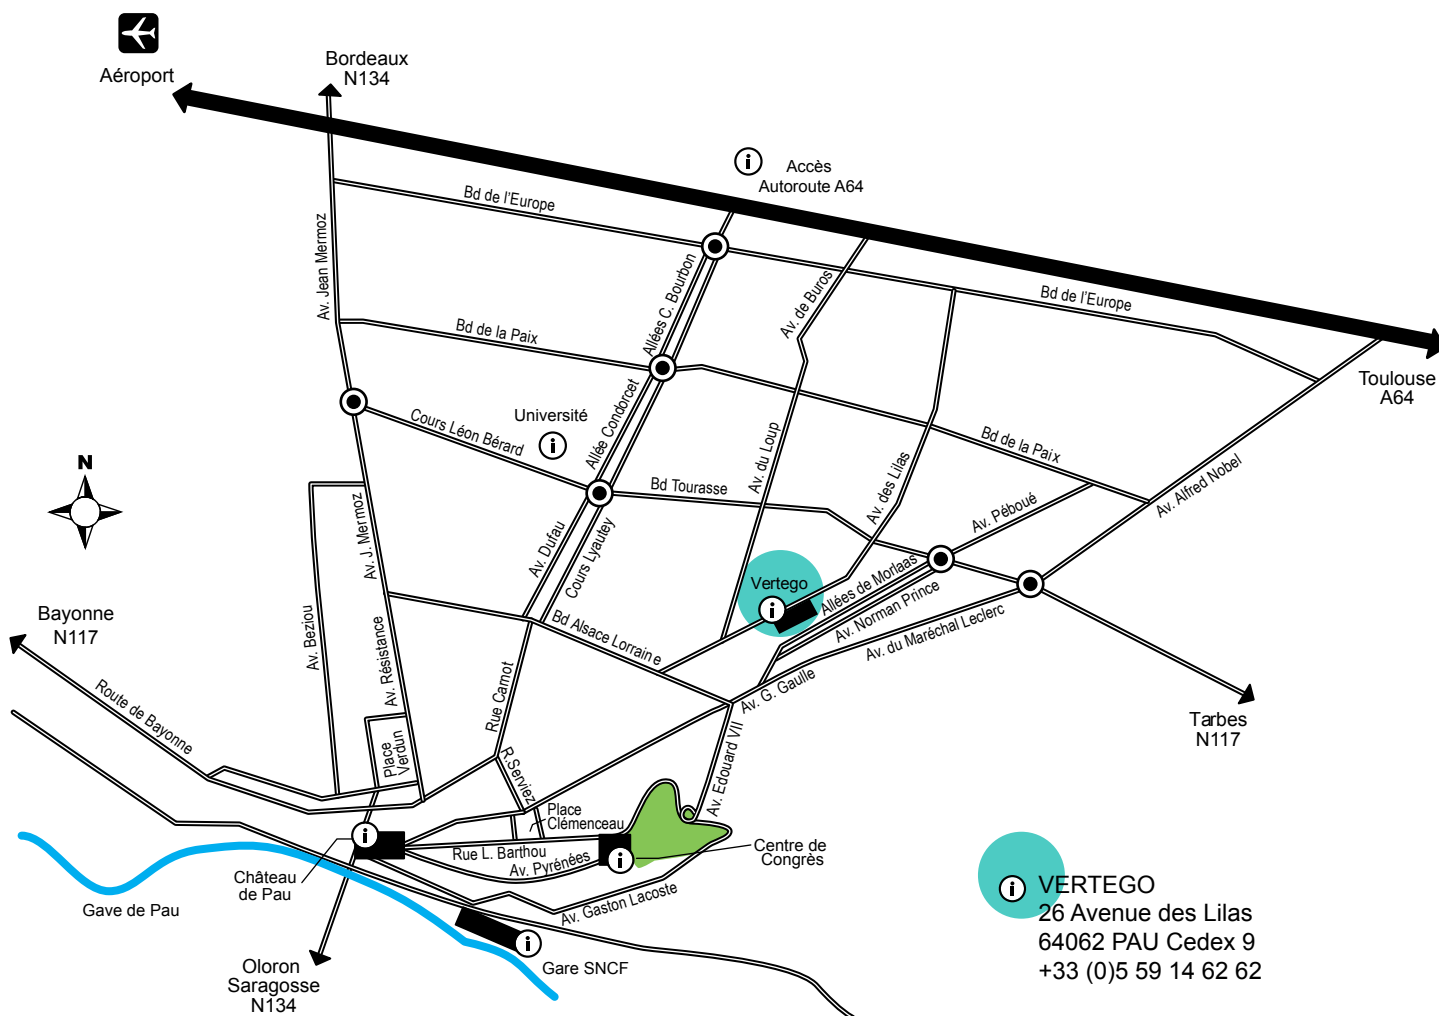 Aéroport
Bordeaux
N134
Accès
Autoroute A64
Bd de l'Europe
Av. Jean Mermoz
Allées C. Bourbon
Av. de Buros
Bd de l'Europe
Bd de la Paix
Toulouse
A64
Université
Cours Léon Bérard
Allée Condorcet
Av. du Loup
Bd de la Paix
Av. des Lilas
Av. Alfred Nobel
N
Bd Tourasse
Av. Péboué
Av. J. Mermoz
Av. Dufau
Cours Lyautey
Vertego
Allées de Morlaas
Av. Norman Prince
Bayonne
N117
Av. Beziou
Av. Résistance
Bd Alsace Lorraine
Av. du Maréchal Leclerc
Route de Bayonne
Rue Carnot
Av. G. Gaulle
Tarbes
N117
Place
Verdun
R.Serviez
Av. Edouard VII
Place
Clémenceau
Rue L. Barthou
Av. Pyrénées
Centre de
Congrès
Château
de Pau
Av. Gaston Lacoste
Gave de Pau
Gare SNCF
Oloron
Saragosse
N134
VERTEGO
26 Avenue des Lilas
64062 PAU Cedex 9
+33 (0)5 59 14 62 62